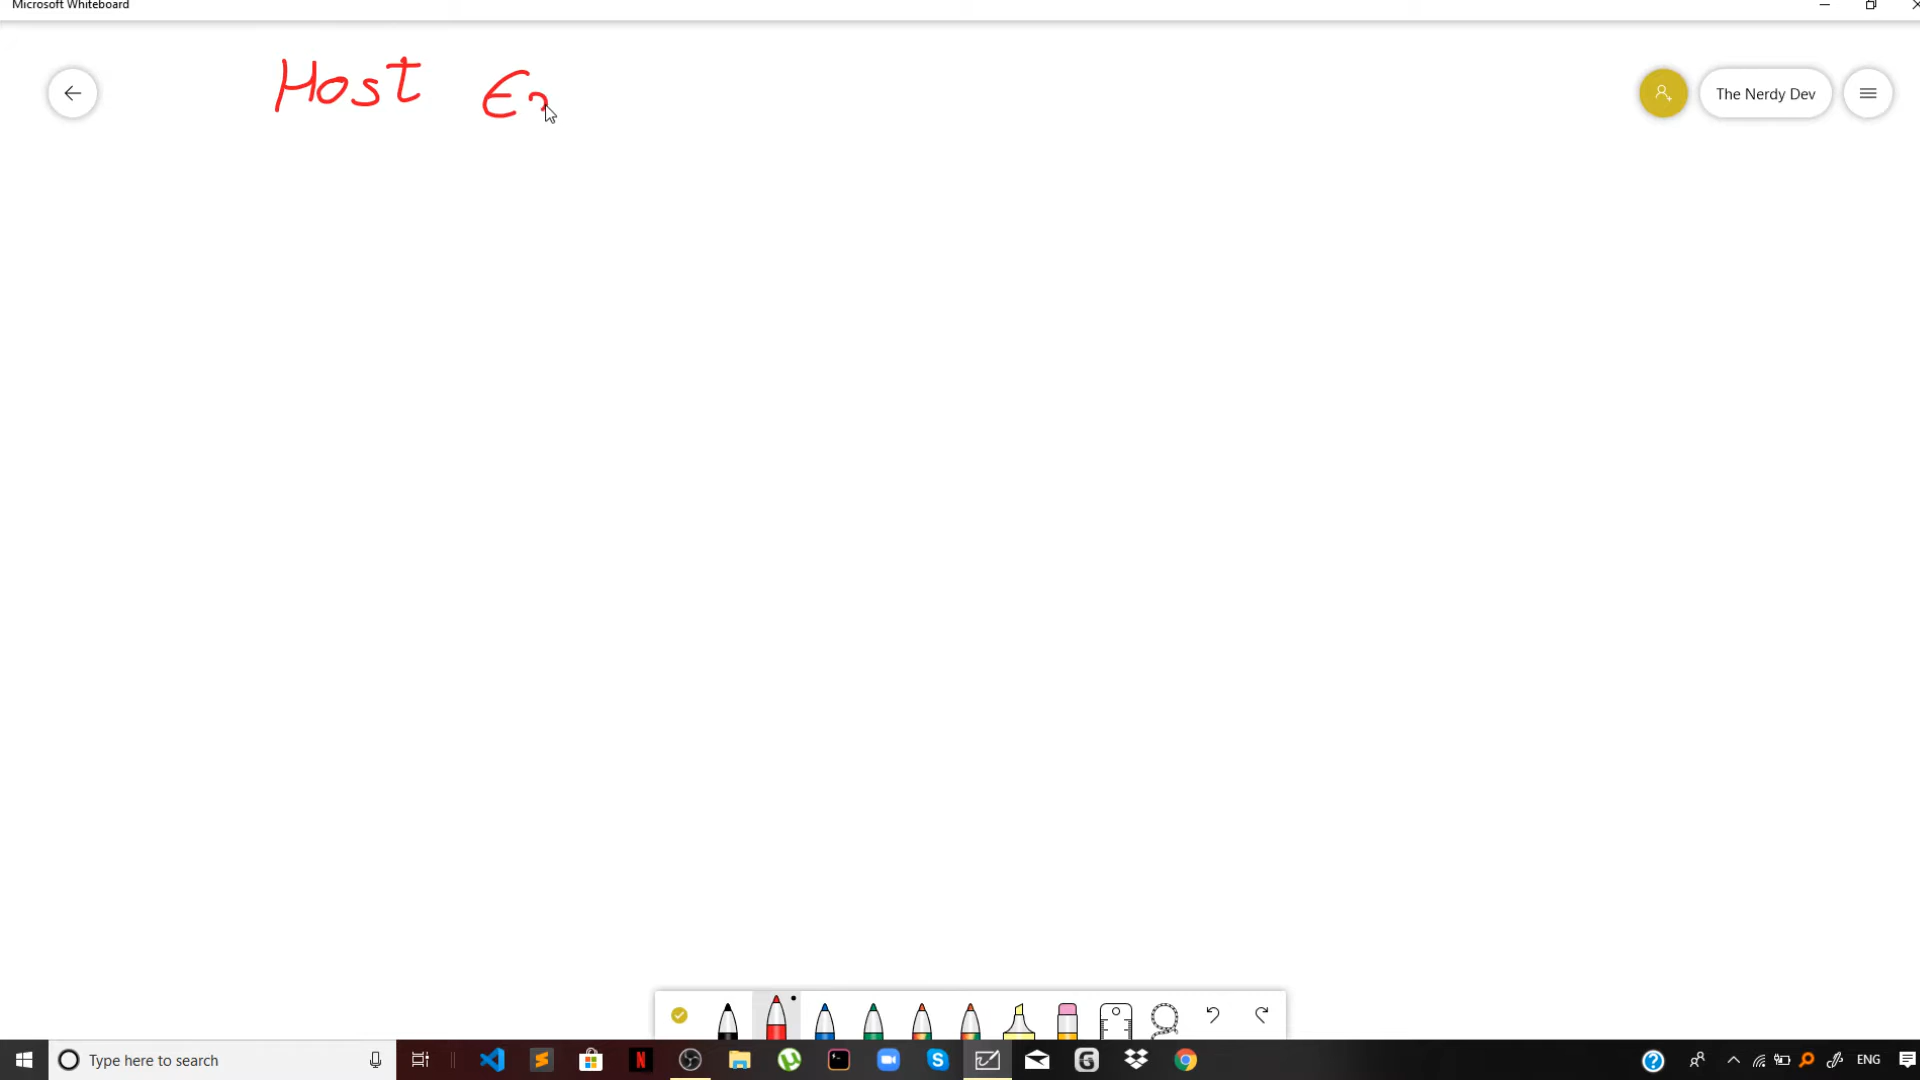 Microsoft Whiteboard
Host
The Nerdy Dev
Type here to search
ENG